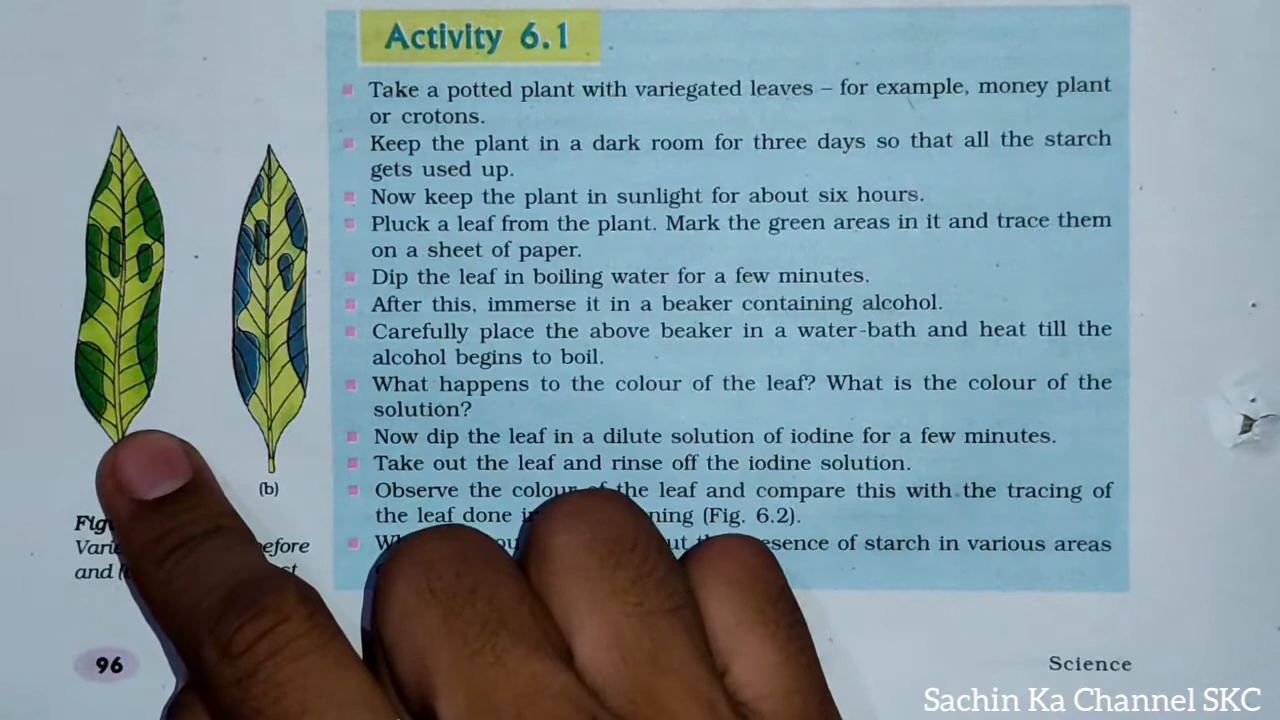 Activity 6.1
Take a potted plant with variegated leaves – for example, money plant
or crotons.
Keep the plant in a dark room for three days so that all the starch
gets used up.
Now keep the plant in sunlight for about six hours.
Pluck a leaf from the plant. Mark the green areas in it and trace them
on a sheet of paper.
Dip the leaf in boiling water for a few minutes.
After this, immerse it in a beaker containing alcohol.
Carefully place the above beaker in a water-bath and heat till the
alcohol begins to boil.
What happens to the colour of the leaf? What is the colour of the
solution?
Now dip the leaf in a dilute solution of iodine for a few minutes.
Take out the leaf and rinse off the iodine solution.
Observe the colour of the leaf and compare this with the tracing of
the leaf done (Fig. 6.2).
of starch in various areas
(b)
and
96
Science
Sachin Ka Channel SKC